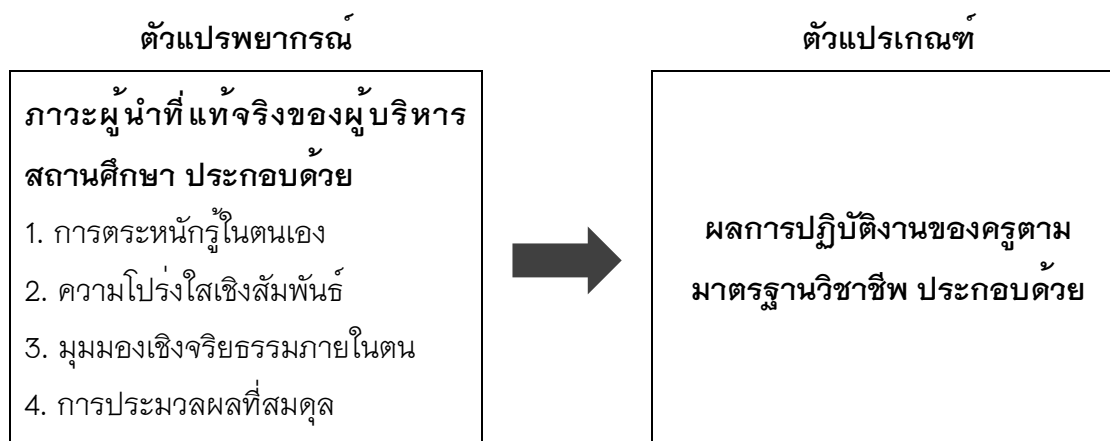 ตัวแปรพยากรณ์
ตัวแปรเกณฑ์
ภาวะผู้นำที่แท้จริงของผู้บริหาร
สถานศึกษา ประกอบด้วย
1. การตระหนักรู้ในตนเอง
2. ความโปร่งใสเชิงสัมพันธ์
3. มุมมองเชิงจริยธรรมภายในตน
4. การประมวลผลที่สมดุล
ผลการปฏิบัติงานของครูตาม
มาตรฐานวิชาชีพ ประกอบด้วย